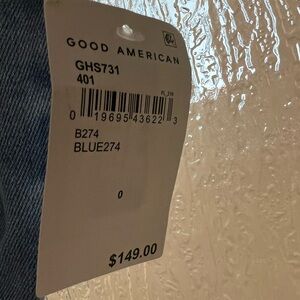 GOOD AMERICAN
GHS731
401
0 19695 43622 3
B274
BLUE274
0
$149.00